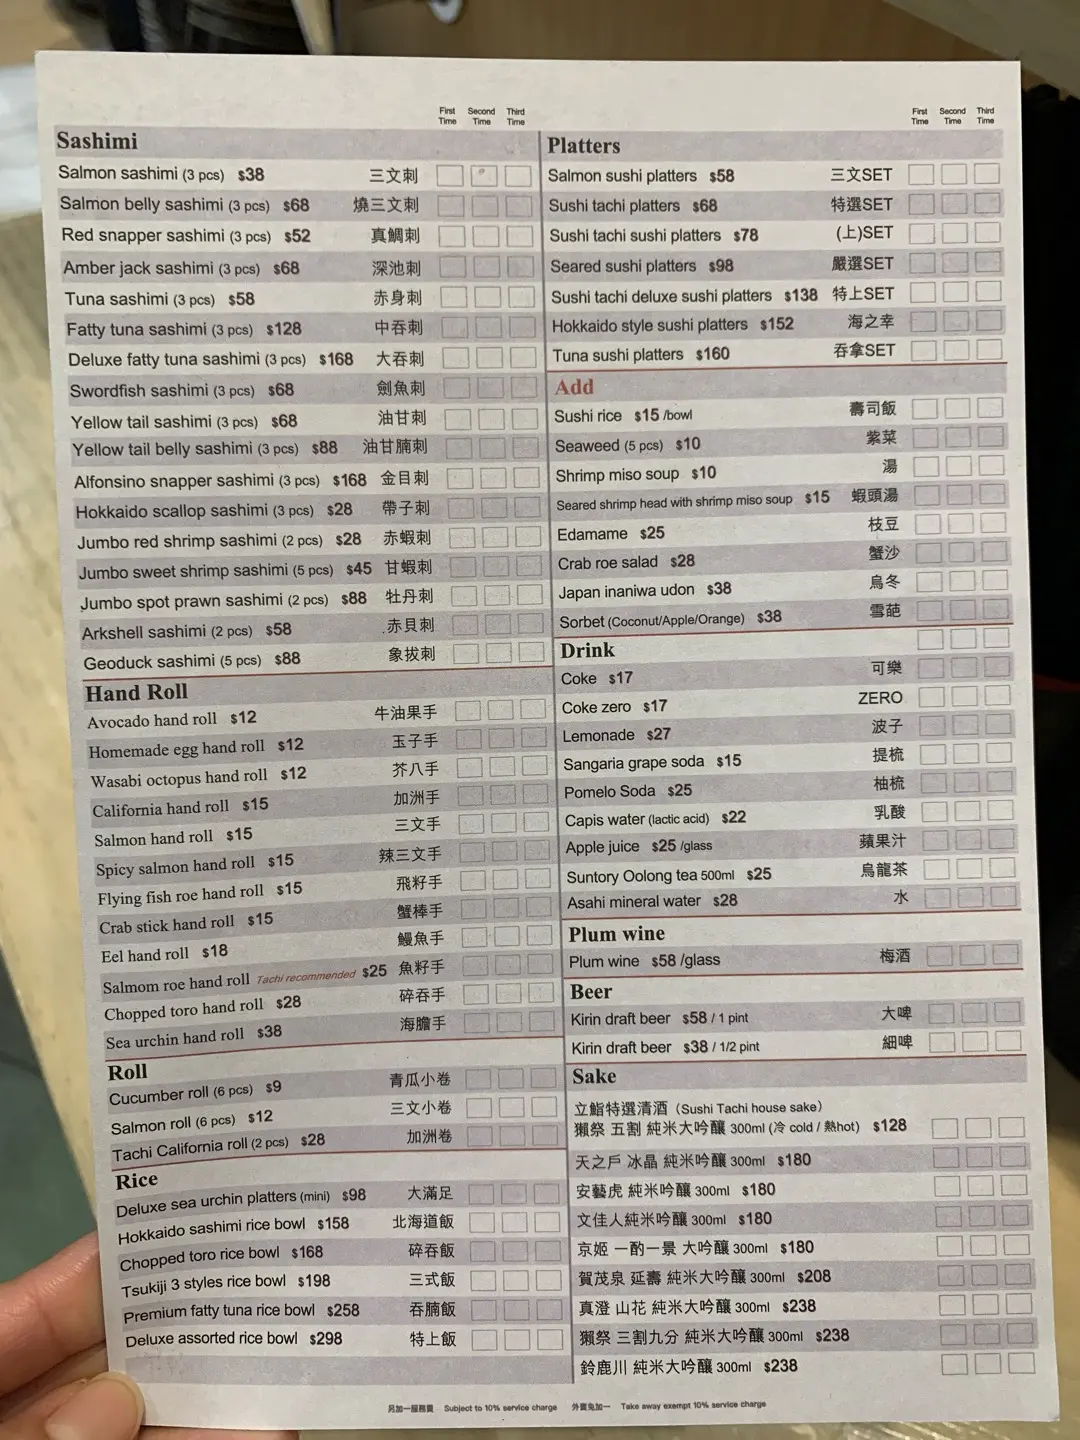 First Time Second Time Third Time
Sashimi
Salmon sashimi (3 pcs) $38 三文刺
Salmon belly sashimi (3 pcs) $68 燒三文刺
Red snapper sashimi (3 pcs) $52 真鯛刺
Amber jack sashimi (3 pcs) $68 深池刺
Tuna sashimi (3 pcs) $58 赤身刺
Fatty tuna sashimi (3 pcs) $128 中吞刺
Deluxe fatty tuna sashimi (3 pcs) $168 大吞刺
Swordfish sashimi (3 pcs) $68 劍魚刺
Yellow tail sashimi (3 pcs) $68 油甘刺
Yellow tail belly sashimi (3 pcs) $88 油甘腩刺
Alfonsino snapper sashimi (3 pcs) $168 金目刺
Hokkaido scallop sashimi (3 pcs) $28 帶子刺
Jumbo red shrimp sashimi (2 pcs) $28 赤蝦刺
Jumbo sweet shrimp sashimi (5 pcs) $45 甘蝦刺
Jumbo spot prawn sashimi (2 pcs) $88 牡丹刺
Arkshell sashimi (2 pcs) $58 赤貝刺
Geoduck sashimi (5 pcs) $88 象拔刺
Hand Roll
Avocado hand roll $12 牛油果手
Homemade egg hand roll $12 玉子手
Wasabi octopus hand roll $12 芥八手
California hand roll $15 加洲手
Salmon hand roll $15 三文手
Spicy salmon hand roll $15 辣三文手
Flying fish roe hand roll $15 飛籽手
Crab stick hand roll $15 蟹棒手
Eel hand roll $18 鰻魚手
Salmom roe hand roll Tachi recommended $25 魚籽手
Chopped toro hand roll $28 碎吞手
Sea urchin hand roll $38 海膽手
Roll
Cucumber roll (6 pcs) $9 青瓜小卷
Salmon roll (6 pcs) $12 三文小卷
Tachi California roll (2 pcs) $28 加洲卷
Rice
Deluxe sea urchin platters (mini) $98 大滿足
Hokkaido sashimi rice bowl $158 北海道飯
Chopped toro rice bowl $168 碎吞飯
Tsukiji 3 styles rice bowl $198 三式飯
Premium fatty tuna rice bowl $258 吞腩飯
Deluxe assorted rice bowl $298 特上飯
First Time Second Time Third Time
Platters
Salmon sushi platters $58 三文SET
Sushi tachi platters $68 特選SET
Sushi tachi sushi platters $78 (上)SET
Seared sushi platters $98 嚴選SET
Sushi tachi deluxe sushi platters $138 特上SET
Hokkaido style sushi platters $152 海之幸
Tuna sushi platters $160 吞拿SET
Add
Sushi rice $15 /bowl 壽司飯
Seaweed (5 pcs) $10 紫菜
Shrimp miso soup $10 湯
Seared shrimp head with shrimp miso soup $15 蝦頭湯
Edamame $25 枝豆
Crab roe salad $28 蟹沙
Japan inaniwa udon $38 烏冬
Sorbet (Coconut/Apple/Orange) $38 雪葩
Drink
Coke $17 可樂
Coke zero $17 ZERO
Lemonade $27 波子
Sangaria grape soda $15 提梳
Pomelo Soda $25 柚梳
Capis water (lactic acid) $22 乳酸
Apple juice $25 /glass 蘋果汁
Suntory Oolong tea 500ml $25 烏龍茶
Asahi mineral water $28 水
Plum wine
Plum wine $58 /glass 梅酒
Beer
Kirin draft beer $58 / 1 pint 大啤
Kirin draft beer $38 / 1/2 pint 細啤
Sake
立鮨特選清酒（Sushi Tachi house sake）
獺祭 五割 純米大吟釀 300ml (冷 cold / 熱hot) $128
天之戶 冰晶 純米吟釀 300ml $180
安藝虎 純米吟釀 300ml $180
文佳人純米吟釀 300ml $180
京姬 一酌一景 大吟釀 300ml $180
賀茂泉 延壽 純米大吟釀 300ml $208
真澄 山花 純米大吟釀 300ml $238
獺祭 三割九分 純米大吟釀 300ml $238
鈴鹿川 純米大吟釀 300ml $238
另加一服務費 Subject to 10% service charge 外賣免加一 Take away exempt 10% service charge